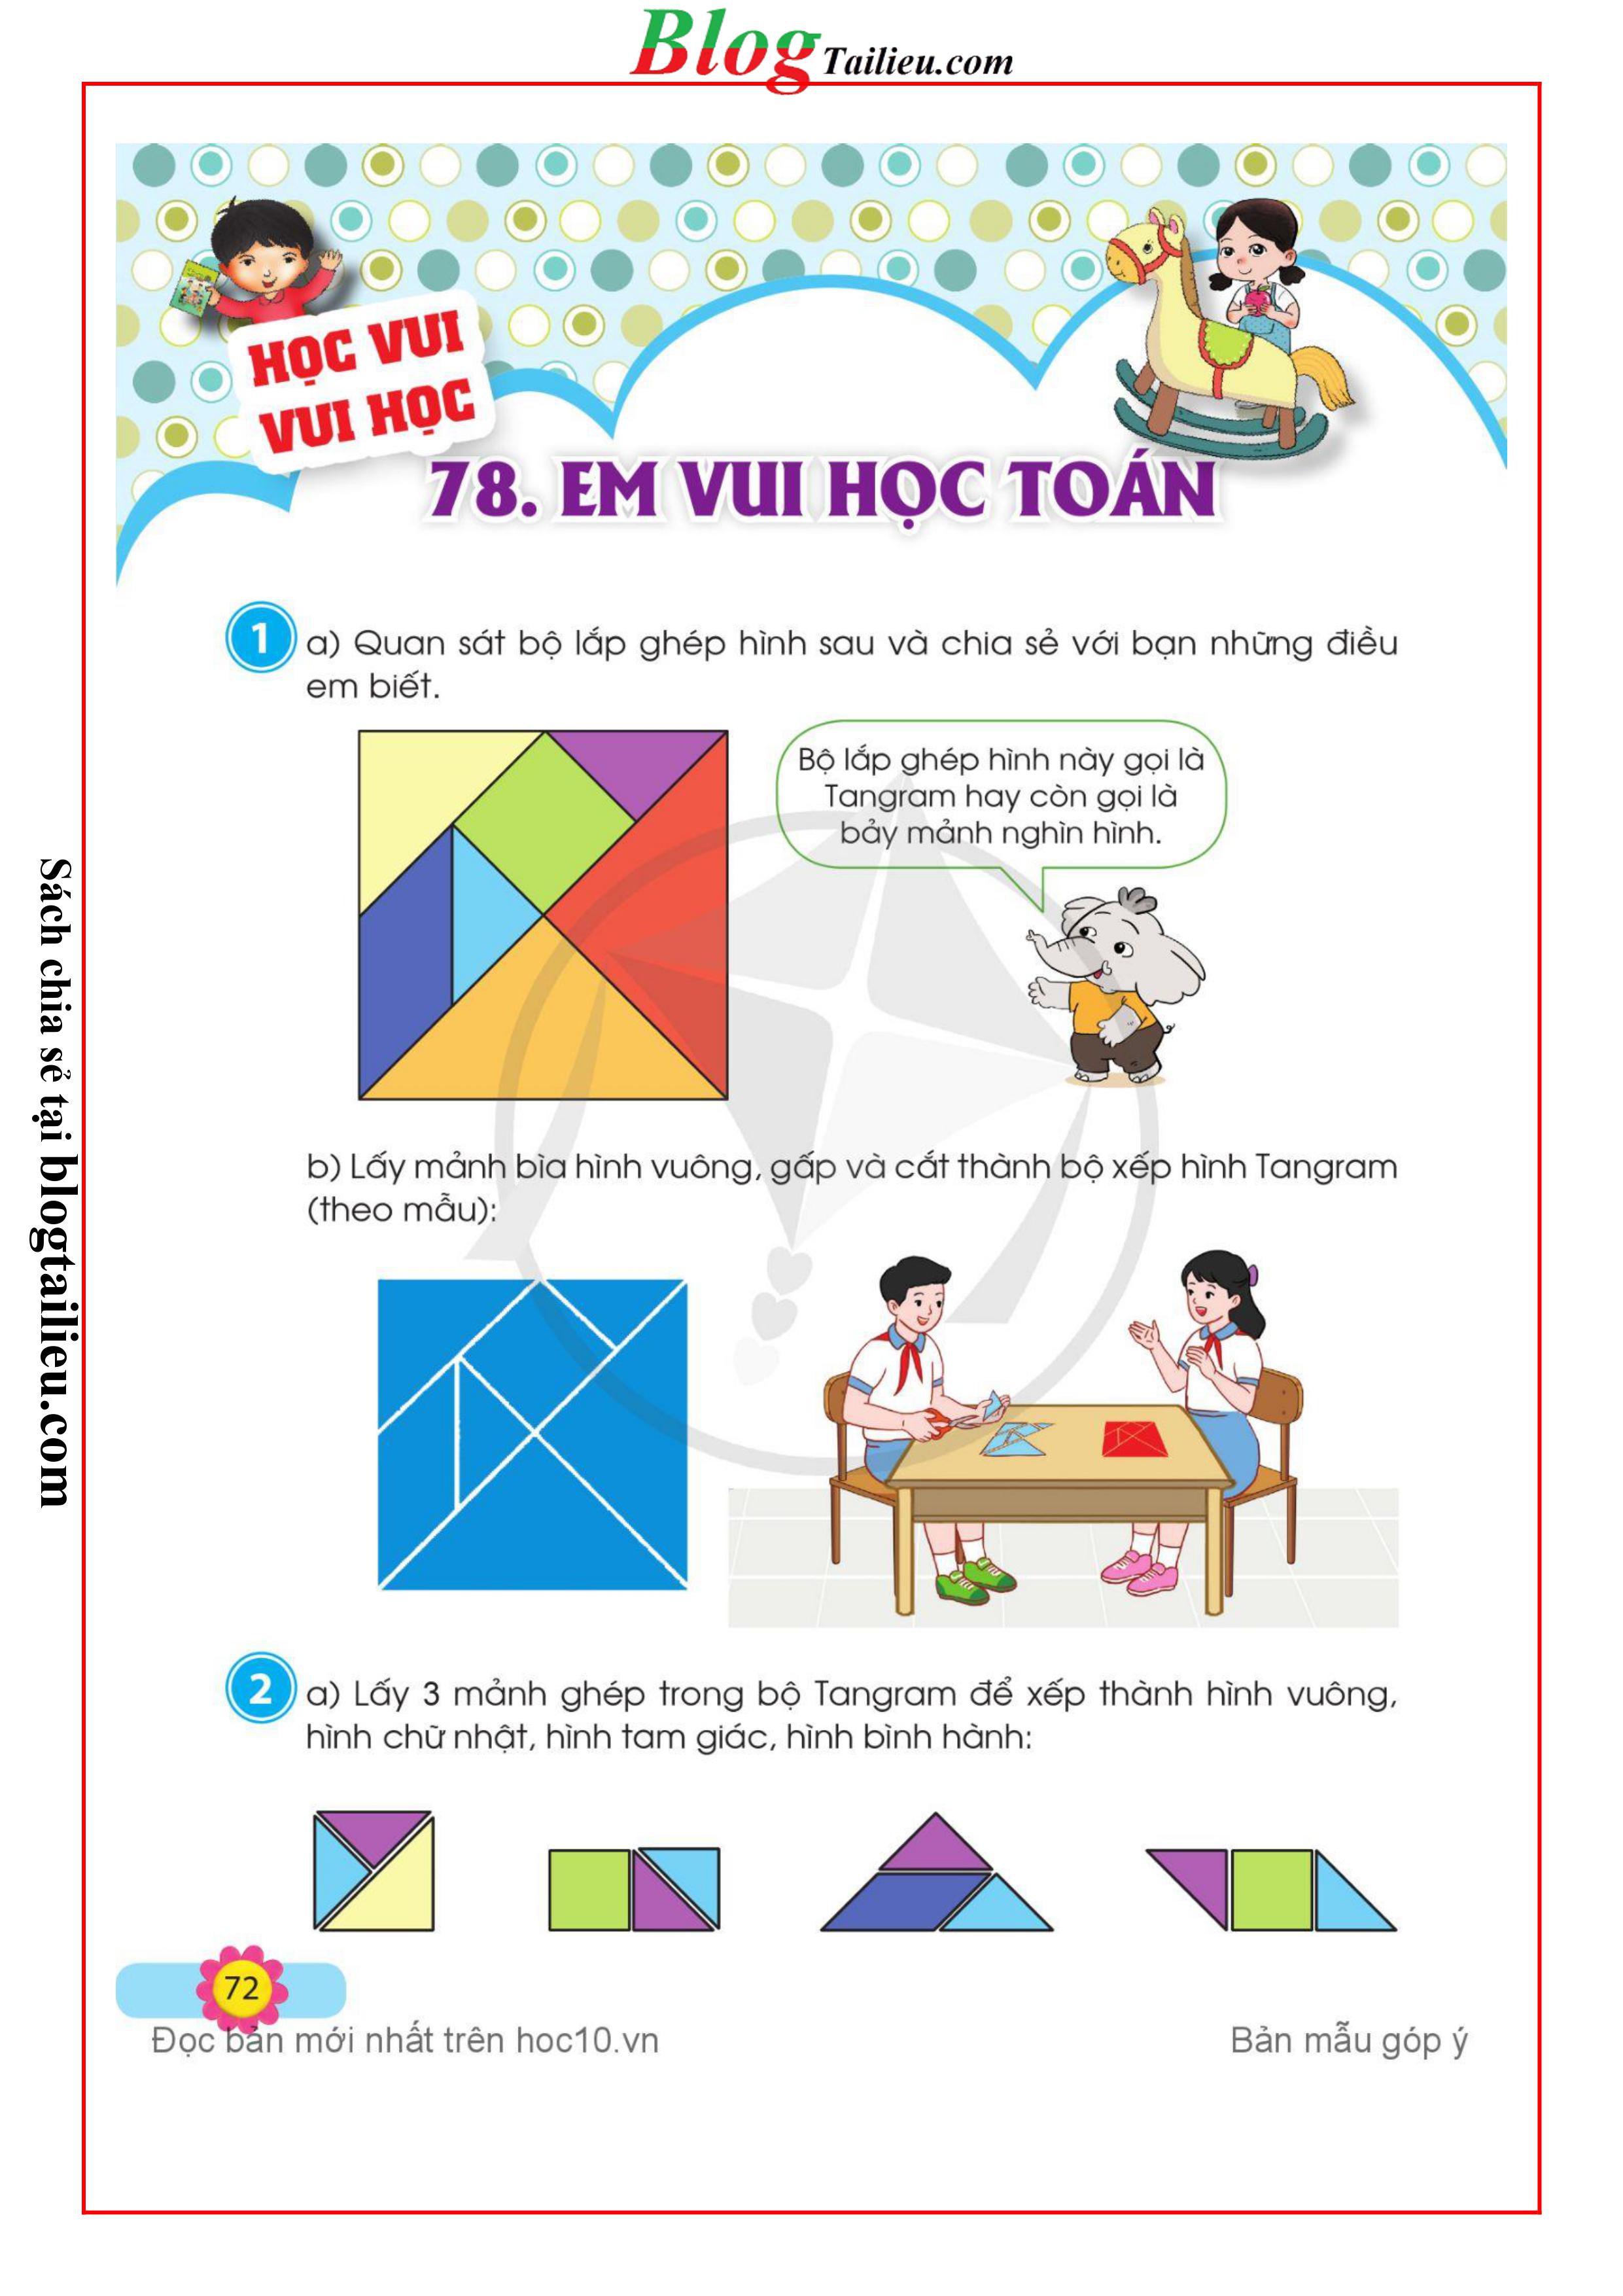 Blog Tailieu.com
HỌC VUI
VUI HỌC
78. EM VUI HỌC TOÁN
1 a) Quan sát bộ lắp ghép hình sau và chia sẻ với bạn những điều
em biết.
Bộ lắp ghép hình này gọi là
Tangram hay còn gọi là
bảy mảnh nghìn hình.
b) Lấy mảnh bìa hình vuông, gấp và cắt thành bộ xếp hình Tangram
(theo mẫu):
2 a) Lấy 3 mảnh ghép trong bộ Tangram để xếp thành hình vuông,
hình chữ nhật, hình tam giác, hình bình hành:
72
Đọc bản mới nhất trên hoc10.vn
Bản mẫu góp ý
Sách chia sẻ tại blogtailieu.com